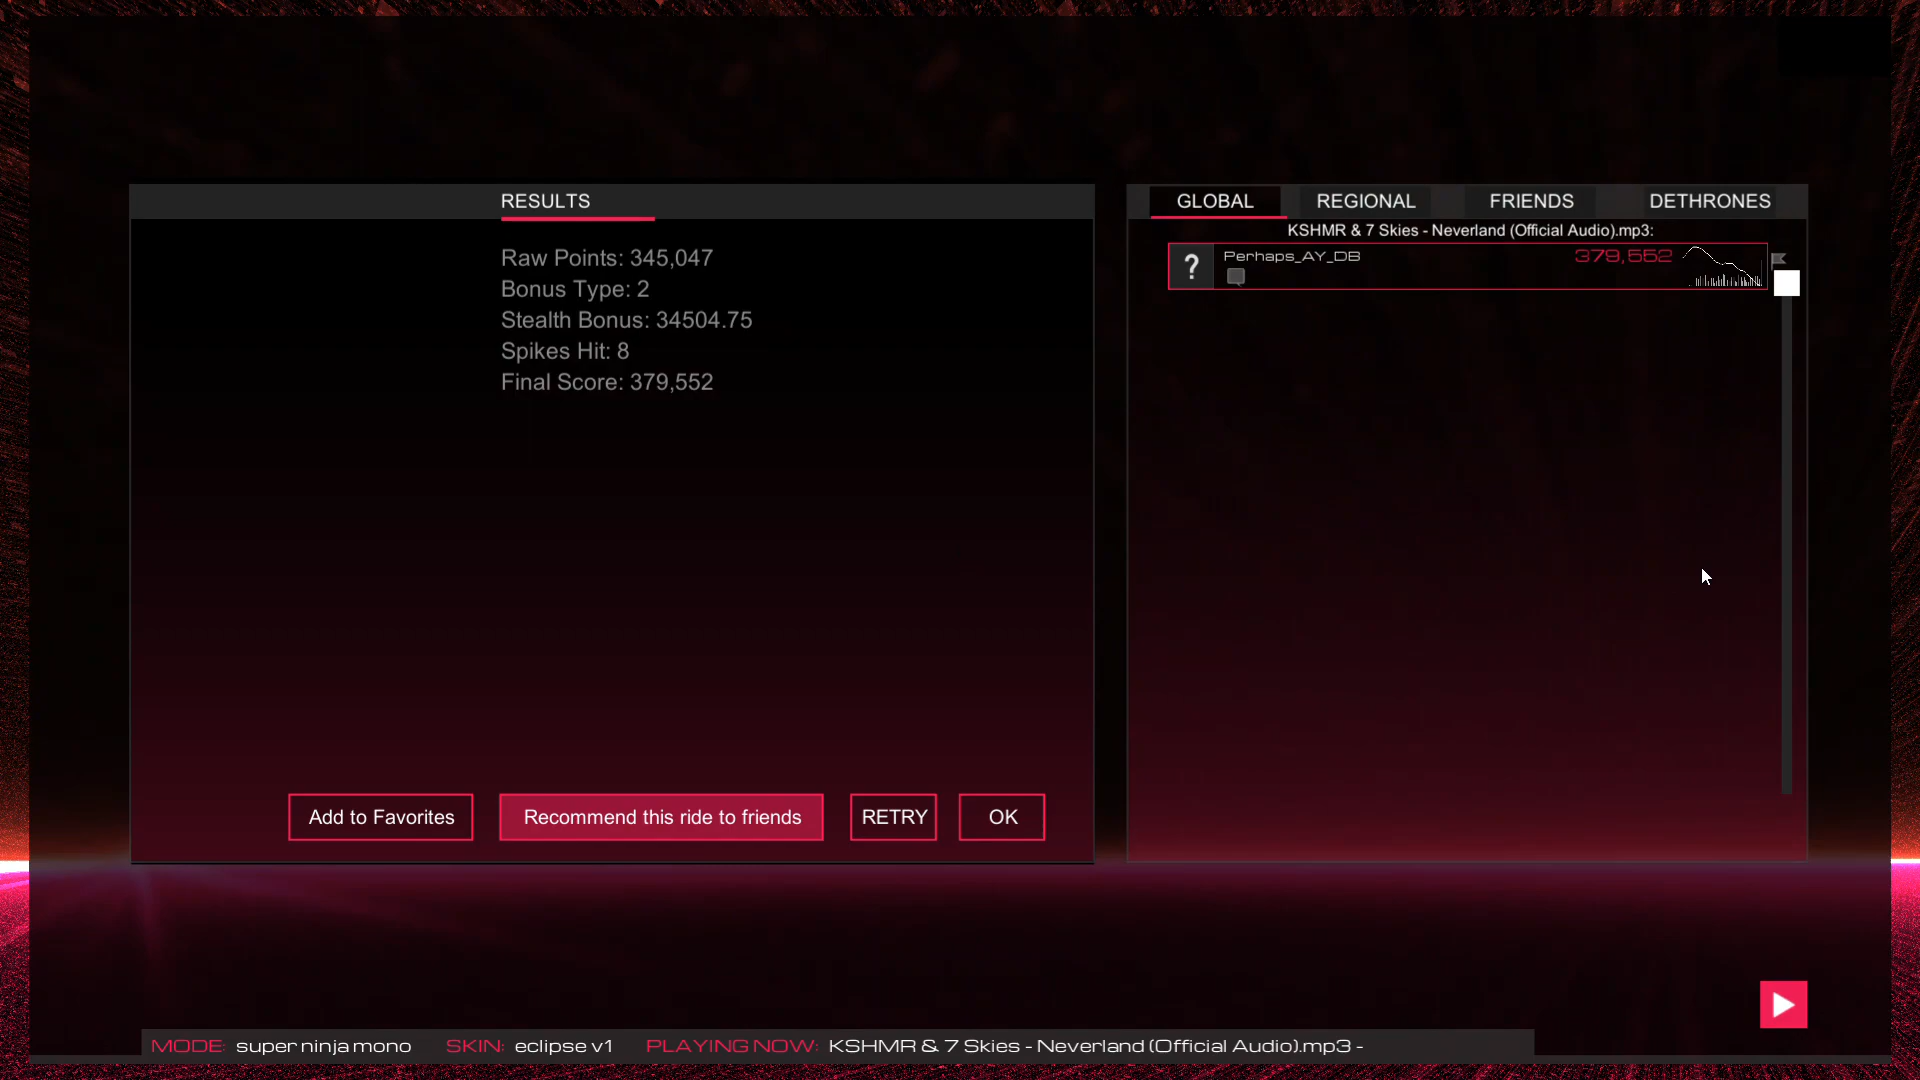 RESULTS
Raw Points: 345,047
Bonus Type: 2
Stealth Bonus: 34504.75
Spikes Hit: 8
Final Score: 379,552
Add to Favorites
Recommend this ride to friends
RETRY
OK
GLOBAL
REGIONAL
FRIENDS
DETHRONES
KSHMR & 7 Skies - Neverland (Official Audio).mp3:
?
Perhaps_AY_DB
379,552
MODE: super ninja mono SKIN: eclipse v1 PLAYING NOW: KSHMR & 7 Skies - Neverland (Official Audio).mp3 -